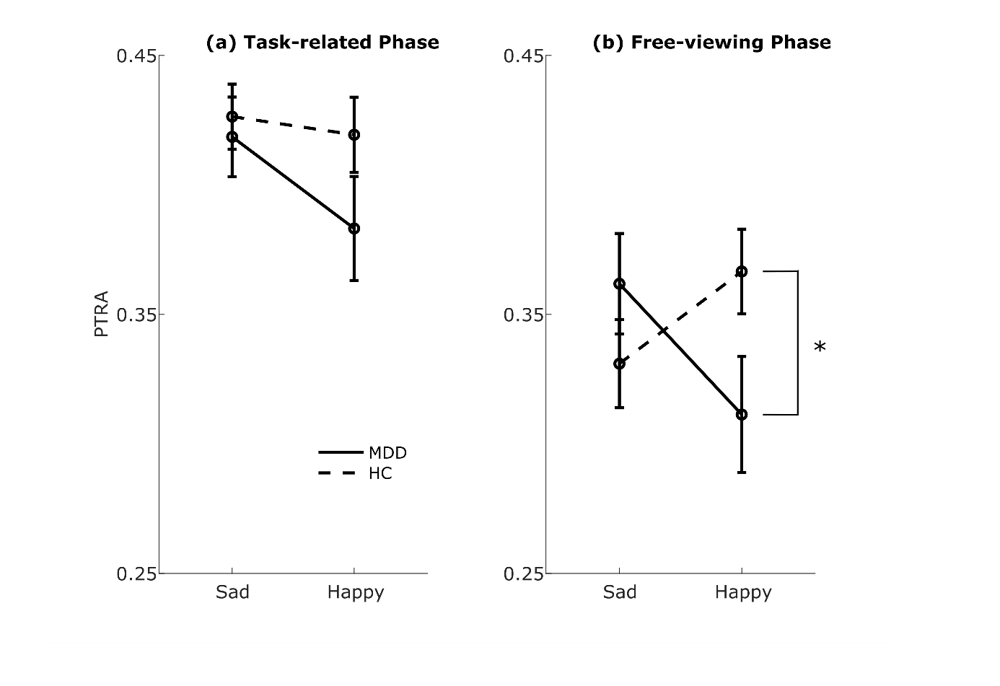 (a) Task-related Phase
0.45
0.35
0.25
PTRA
Sad Happy
MDD
HC
(b) Free-viewing Phase
0.45
0.35
0.25
Sad Happy
*